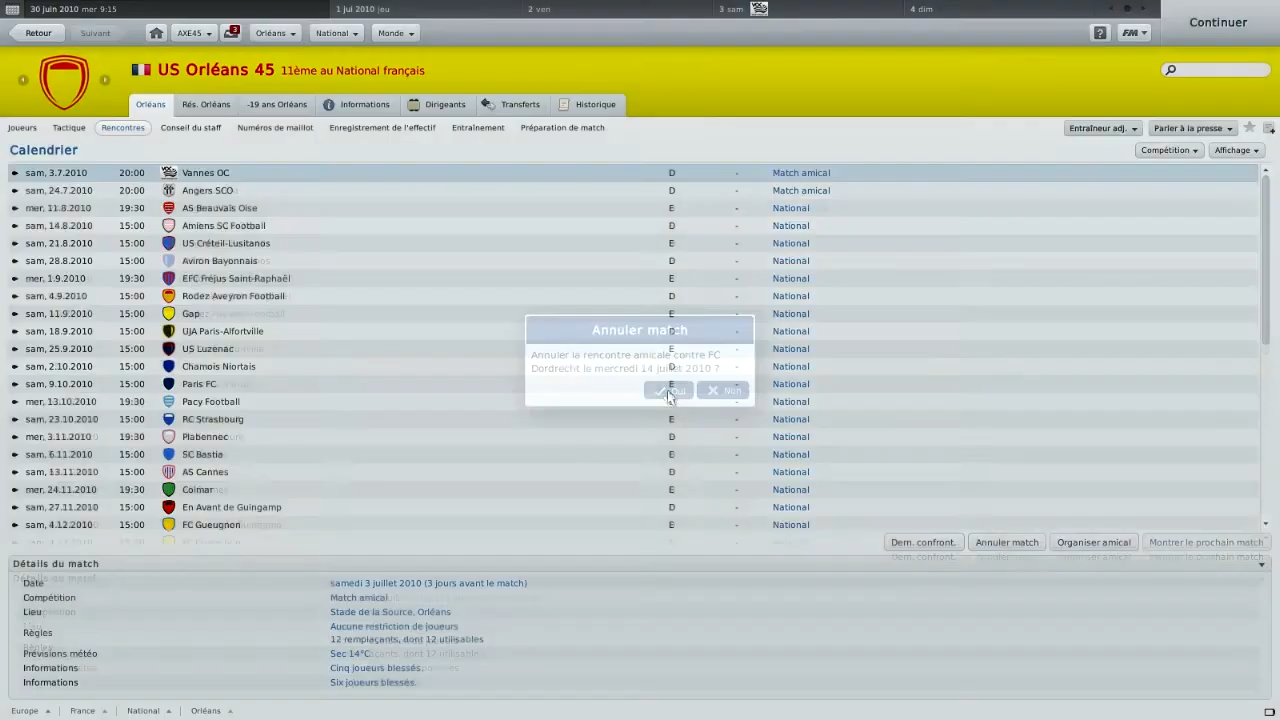 30 juin 2010 mer 9:15 1 jui 2010 jeu 2 ven 3 sam 4 dim
Continuer
Retour Suivant AXE45 3 Orléans National Monde ? FM
US Orléans 45 11ème au National français
Orléans Rés. Orléans -19 ans Orléans Informations Dirigeants Transferts Historique
Joueurs Tactique Rencontres Conseil du staff Numéros de maillot Enregistrement de l'effectif Entraînement Préparation de match Entraîneur adj. Parler à la presse
Calendrier Compétition Affichage
sam, 3.7.2010 20:00 Vannes OC D - Match amical
sam, 24.7.2010 20:00 Angers SCO D - Match amical
mer, 11.8.2010 19:30 AS Beauvais Oise E - National
sam, 14.8.2010 15:00 Amiens SC Football D - National
sam, 21.8.2010 15:00 US Créteil-Lusitanos E - National
sam, 28.8.2010 15:00 Aviron Bayonnais D - National
mer, 1.9.2010 19:30 EFC Fréjus Saint-Raphaël E - National
sam, 4.9.2010 15:00 Rodez Aveyron Football D - National
sam, 11.9.2010 15:00 Gap E - National
sam, 18.9.2010 15:00 UJA Paris-Alfortville D - National
sam, 25.9.2010 15:00 US Luzenac E - National
sam, 2.10.2010 15:00 Chamois Niortais D - National
sam, 9.10.2010 15:00 Paris FC E - National
mer, 13.10.2010 19:30 Pacy Football D - National
sam, 23.10.2010 15:00 RC Strasbourg E - National
mer, 3.11.2010 19:30 Plabennec D - National
sam, 6.11.2010 15:00 SC Bastia E - National
sam, 13.11.2010 15:00 AS Cannes D - National
mer, 24.11.2010 19:30 Colmar E - National
sam, 27.11.2010 15:00 En Avant de Guingamp D - National
sam, 4.12.2010 15:00 FC Gueugnon E - National
Annuler match
Annuler la rencontre amicale contre FC
Dordrecht le mercredi 14 juillet 2010 ?
Oui Non
Dern. confront. Annuler match Organiser amical Montrer le prochain match
Détails du match
Date samedi 3 juillet 2010 (3 jours avant le match)
Compétition Match amical
Lieu Stade de la Source, Orléans
Règles Aucune restriction de joueurs
12 remplaçants, dont 12 utilisables
Prévisions météo Sec 14°C
Informations Cinq joueurs blessés.
Informations Six joueurs blessés.
Europe France National Orléans